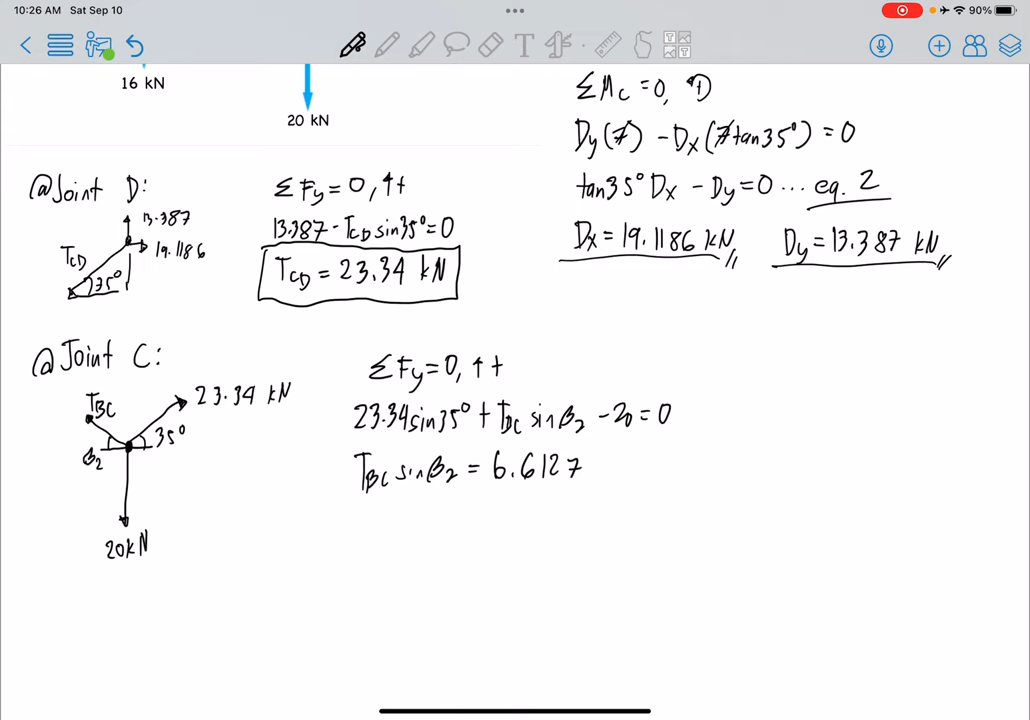 10:26 AM Sat Sep 10
90%
16 kN
20 kN
ΣMc = 0,
Dy(7) - Dx(7tan35°) = 0
tan35°Dx - Dy = 0 ... eq. 2
Dx = 19.1186 kN Dy = 13.387 kN
@Joint D:
13.387
19.1186
TCD
35°
ΣFy = 0, ↑+
13.387 - TCD sin35° = 0
TCD = 23.34 kN
@Joint C:
TBC
23.34 kN
35°
β2
20kN
ΣFy = 0, ↑+
23.34sin35° + TBC sinβ2 - 20 = 0
TBC sinβ2 = 6.6127